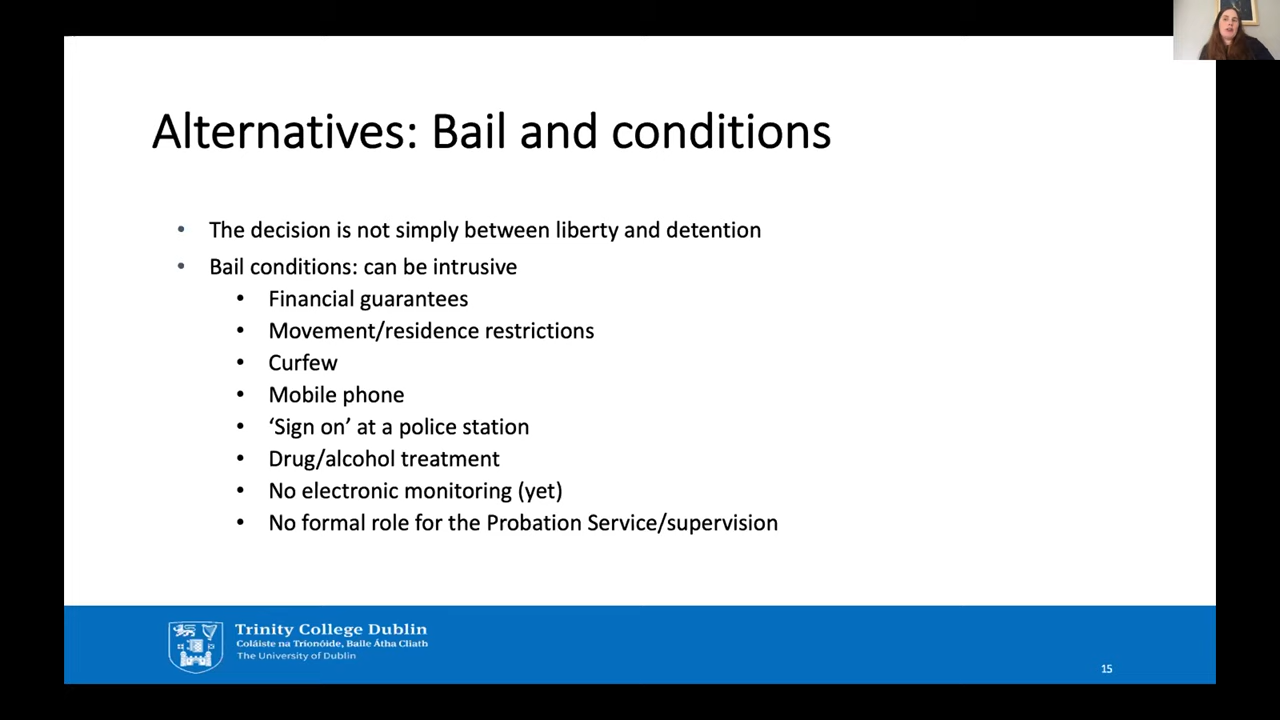 Alternatives: Bail and conditions
• The decision is not simply between liberty and detention
• Bail conditions: can be intrusive
• Financial guarantees
• Movement/residence restrictions
• Curfew
• Mobile phone
• ‘Sign on’ at a police station
• Drug/alcohol treatment
• No electronic monitoring (yet)
• No formal role for the Probation Service/supervision
Trinity College Dublin
Coláiste na Tríonóide, Baile Átha Cliath
The University of Dublin
15